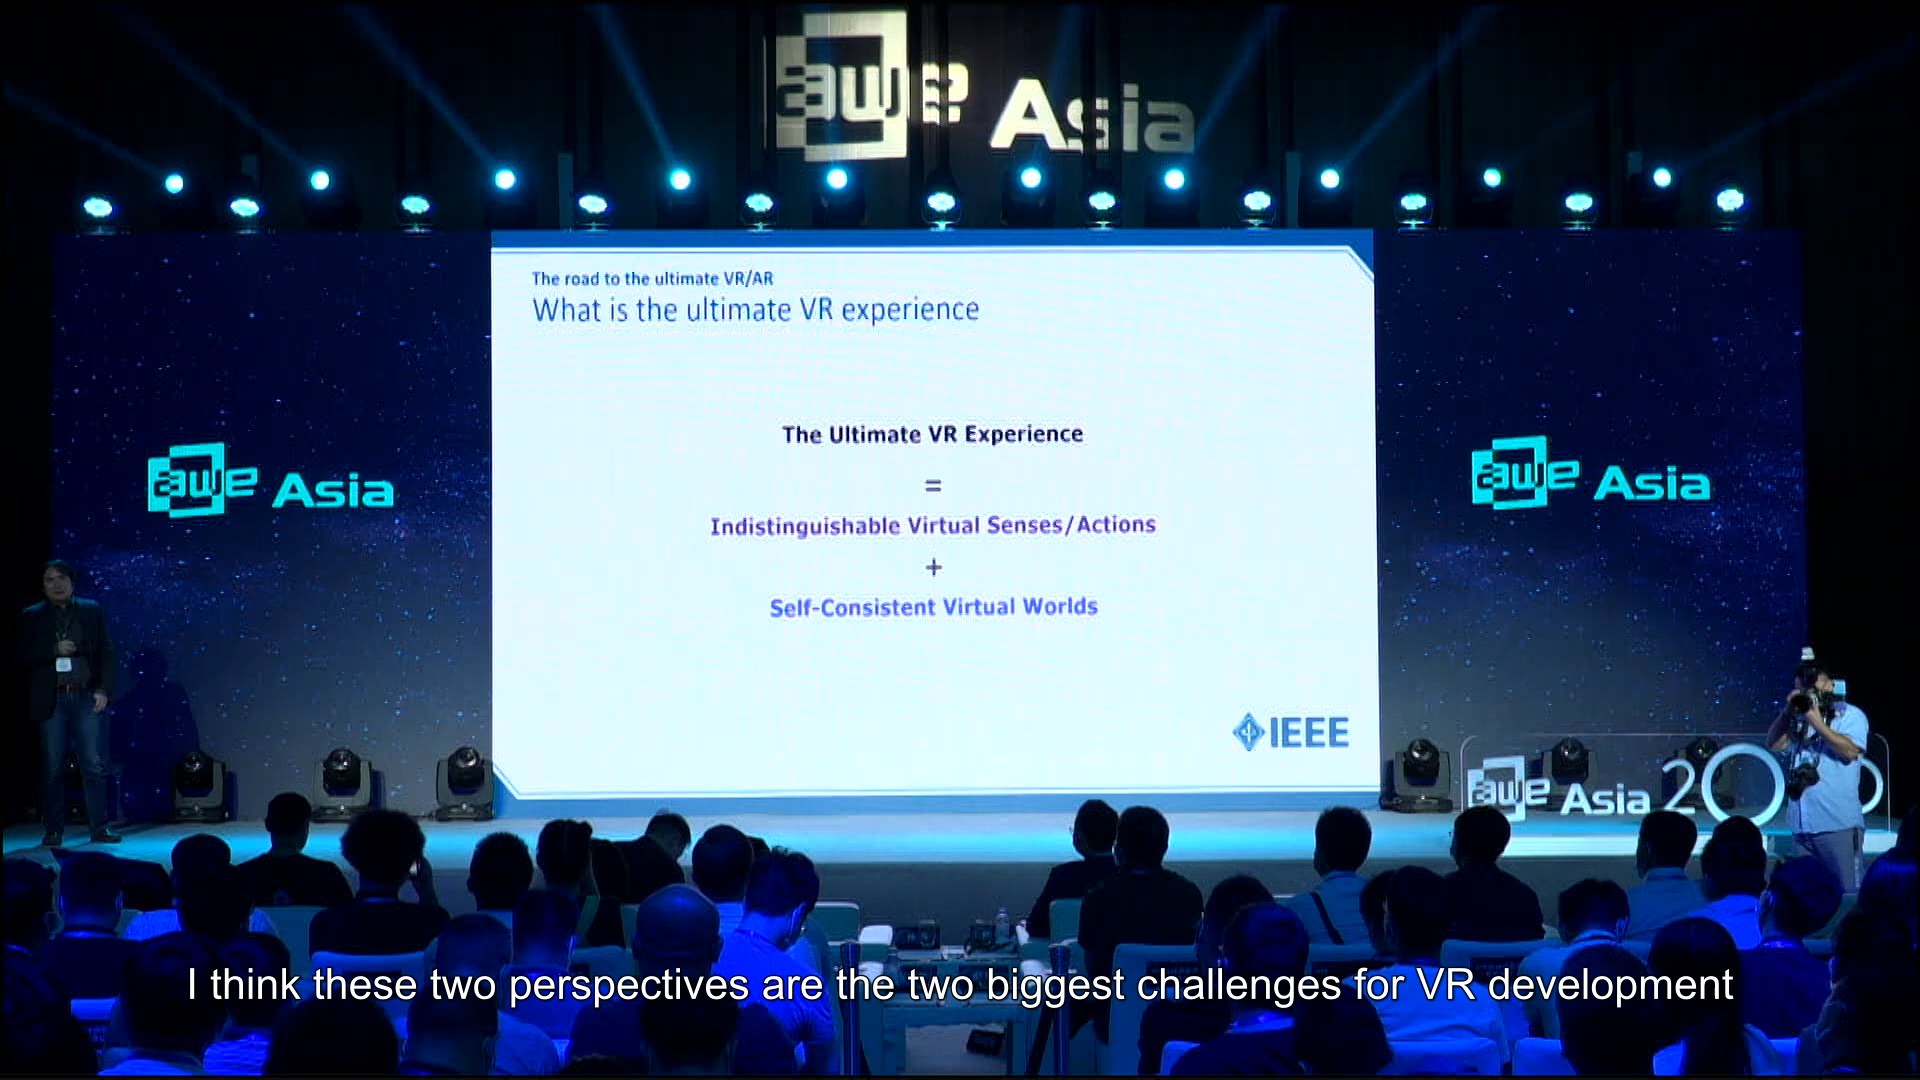 awe Asia
The road to the ultimate VR/AR
What is the ultimate VR experience
The Ultimate VR Experience
=
Indistinguishable Virtual Senses/Actions
+
Self-Consistent Virtual Worlds
IEEE
awe Asia
awe Asia
awe Asia 20
I think these two perspectives are the two biggest challenges for VR development